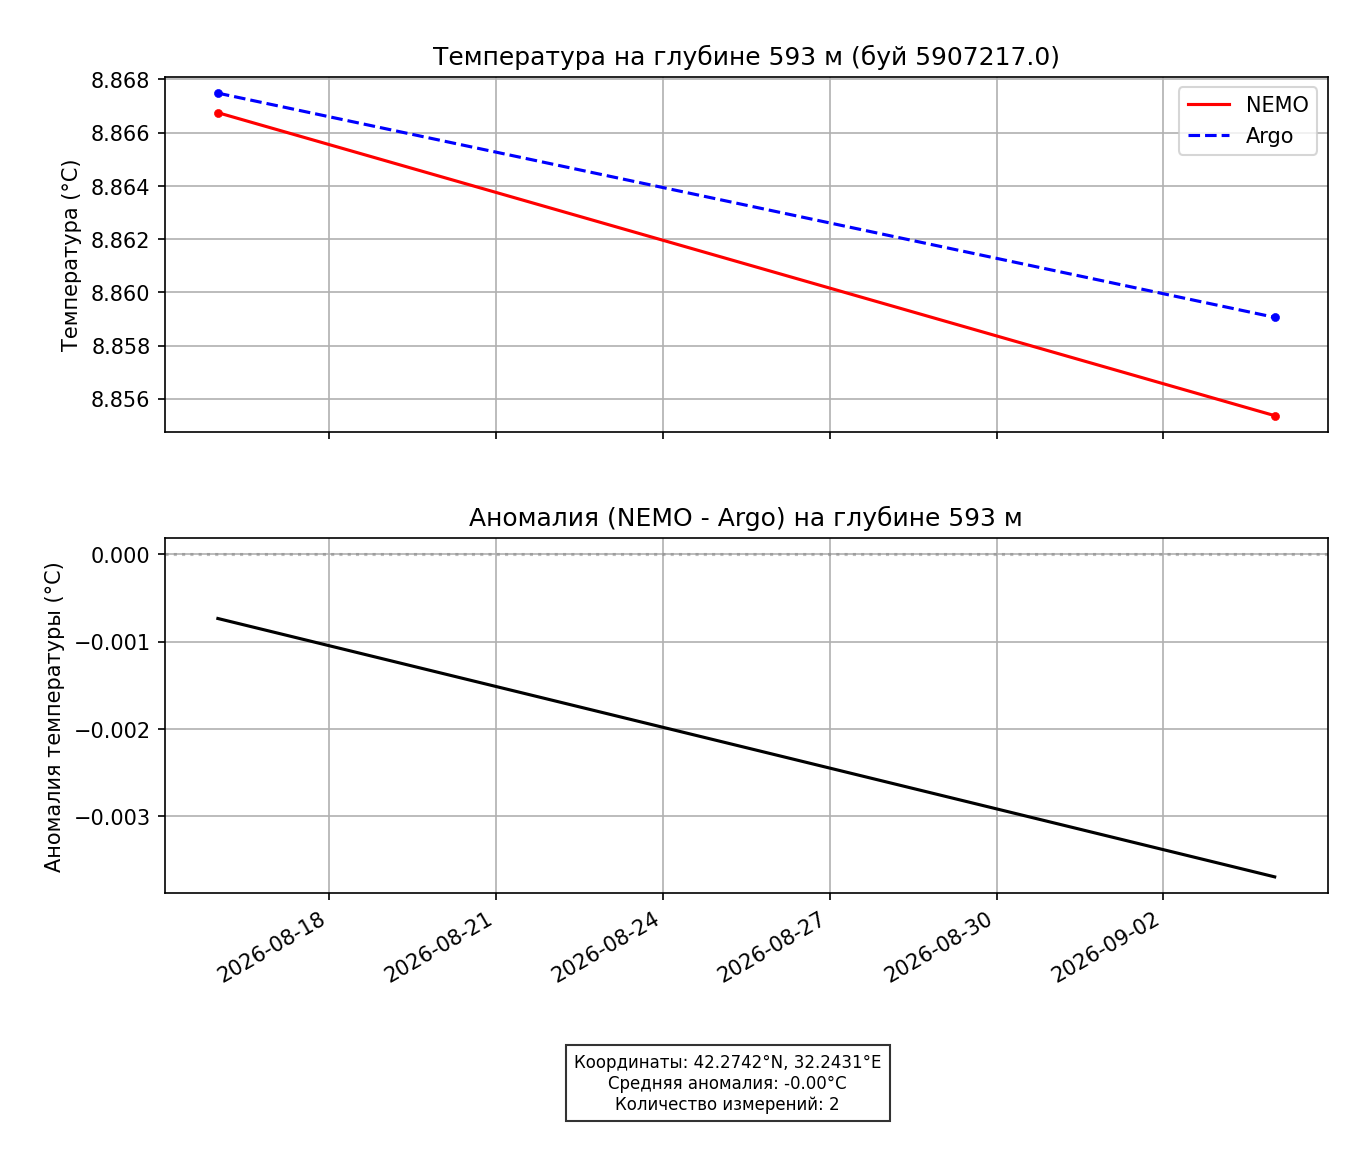 Температура на глубине 593 м (буй 5907217.0)
8.868
8.866
8.864
8.862
8.860
8.858
8.856
Температура (°C)
NEMO
Argo
Аномалия (NEMO - Argo) на глубине 593 м
0.000
−0.001
−0.002
−0.003
Аномалия температуры (°C)
2026-08-18
2026-08-21
2026-08-24
2026-08-27
2026-08-30
2026-09-02
Координаты: 42.2742°N, 32.2431°E
Средняя аномалия: -0.00°C
Количество измерений: 2